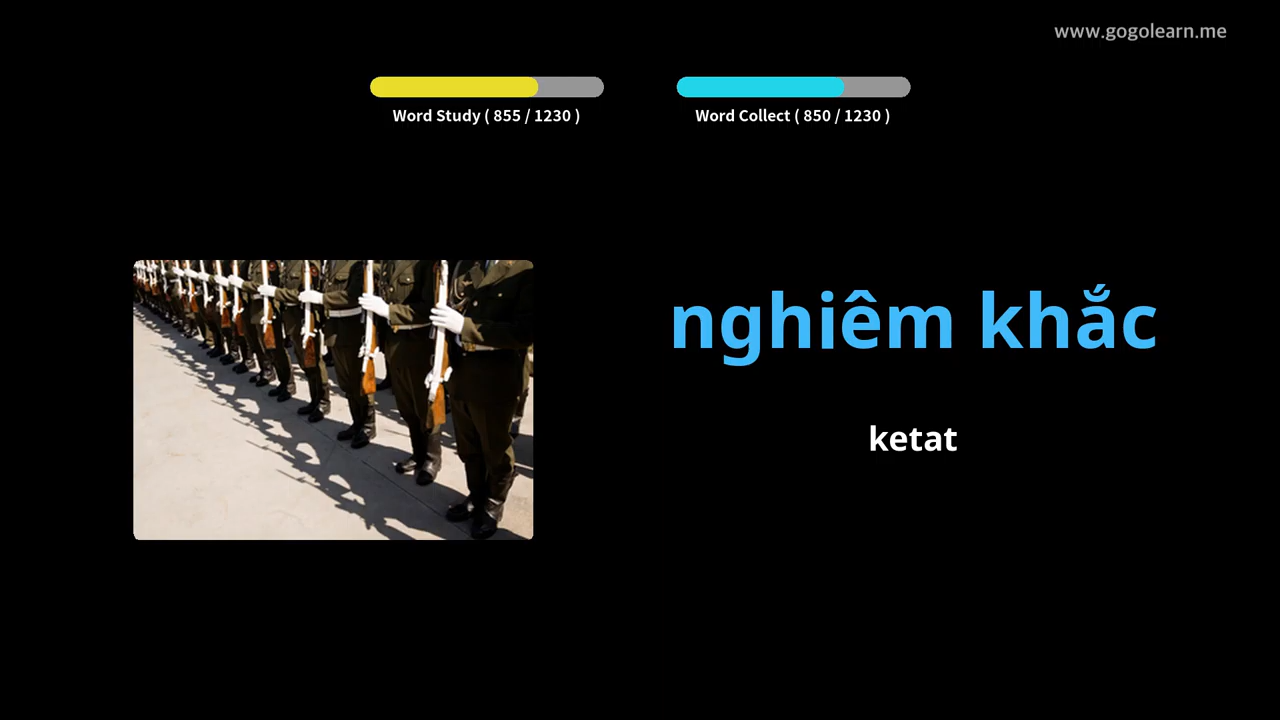 www.gogolearn.me
Word Study ( 855 / 1230 )
Word Collect ( 850 / 1230 )
nghiêm khắc
ketat